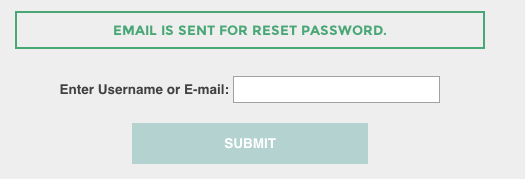 EMAIL IS SENT FOR RESET PASSWORD.
Enter Username or E-mail:
SUBMIT